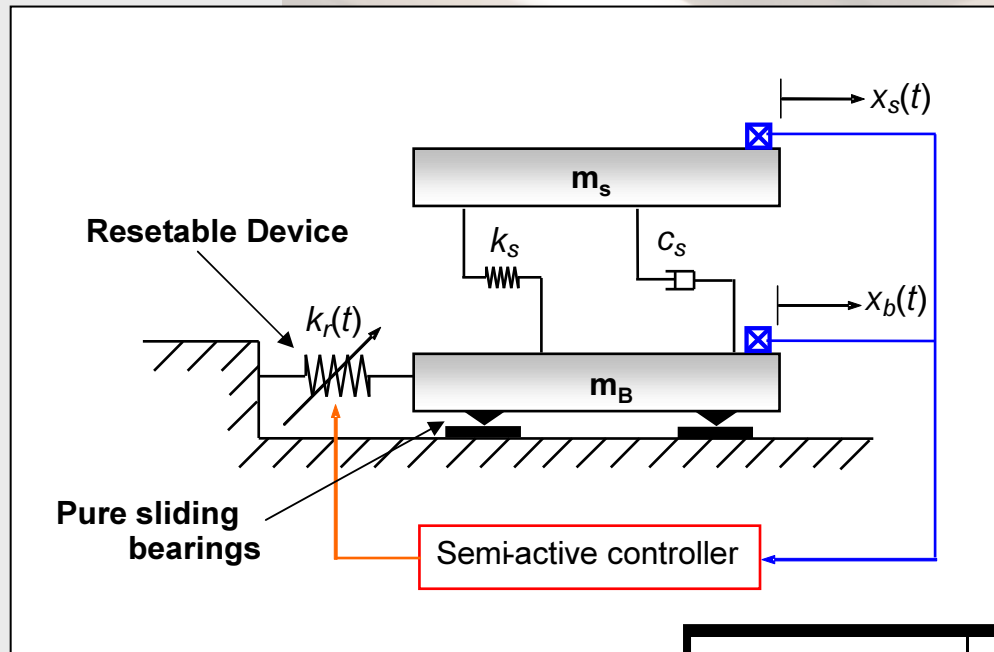 x_s(t)
m_s
Resetable Device
k_s
c_s
x_b(t)
k_r(t)
m_B
Pure sliding
bearings
Semi-active controller